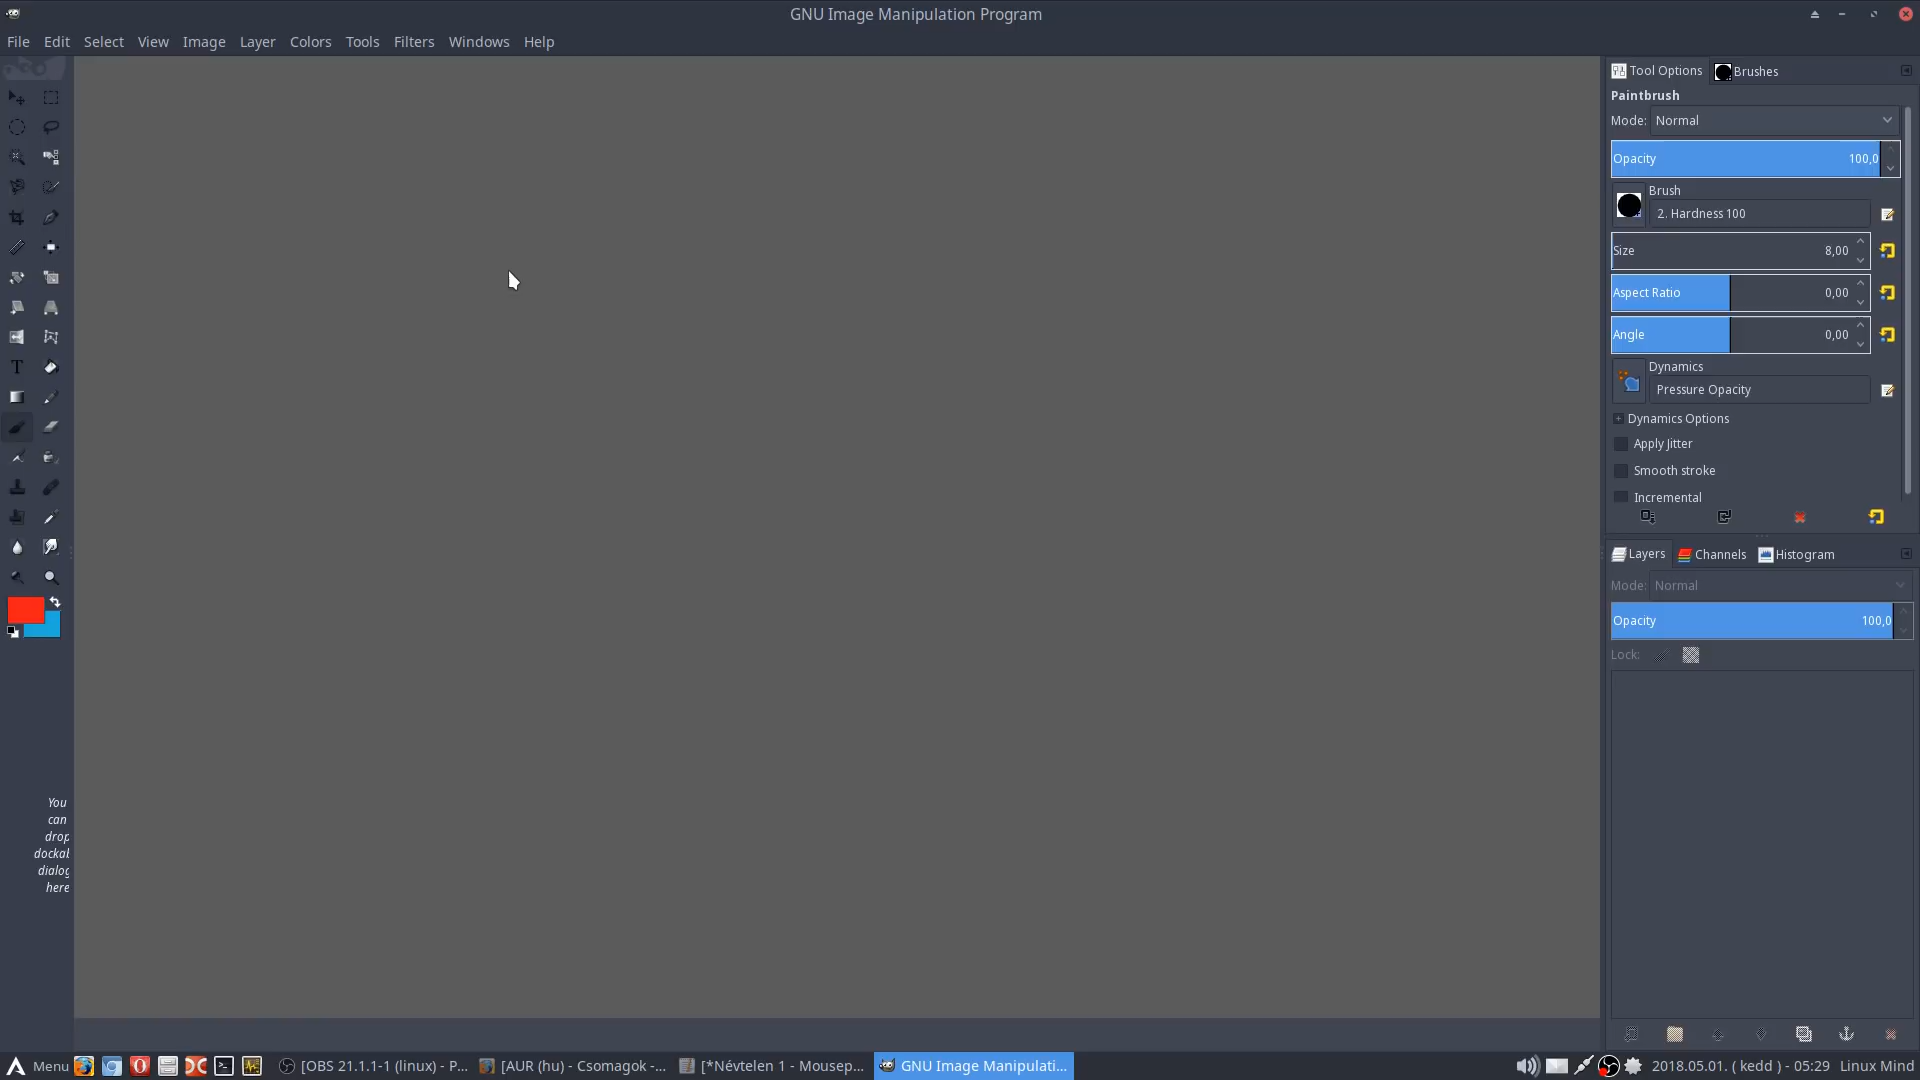 GNU Image Manipulation Program
File Edit Select View Image Layer Colors Tools Filters Windows Help
Tool Options Brushes
Paintbrush
Mode: Normal
Opacity 100,0
Brush
2. Hardness 100
Size 8,00
Aspect Ratio 0,00
Angle 0,00
Dynamics
Pressure Opacity
Dynamics Options
Apply Jitter
Smooth stroke
Incremental
Layers Channels Histogram
Mode: Normal
Opacity 100,0
Lock:
You
can
drop
dockab
dialog
here
Menu [OBS 21.1.1-1 (linux) - P... [AUR (hu) - Csomagok -... [*Névtelen 1 - Mousep... GNU Image Manipulati... 2018.05.01. ( kedd ) - 05:29 Linux Mind